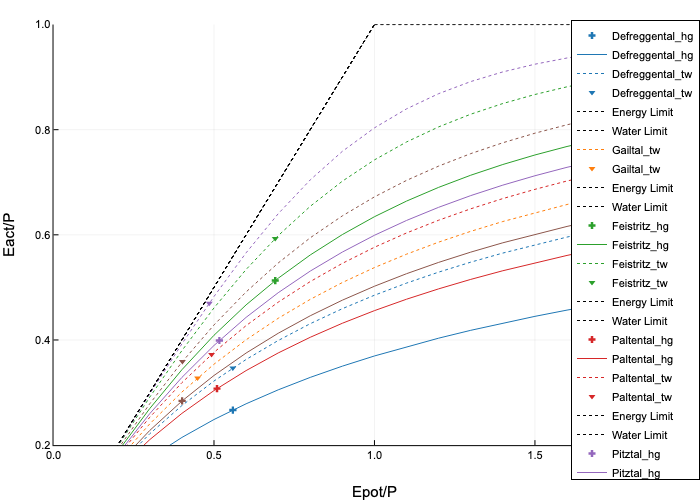 1.0
0.8
0.6
0.4
0.2
0.0
0.5
1.0
1.5
Eact/P
Epot/P
Defreggental_hg
Defreggental_hg
Defreggental_tw
Defreggental_tw
Energy Limit
Water Limit
Gailtal_tw
Gailtal_tw
Energy Limit
Water Limit
Feistritz_hg
Feistritz_hg
Feistritz_tw
Feistritz_tw
Energy Limit
Water Limit
Paltental_hg
Paltental_hg
Paltental_tw
Paltental_tw
Energy Limit
Water Limit
Pitztal_hg
Pitztal_hg